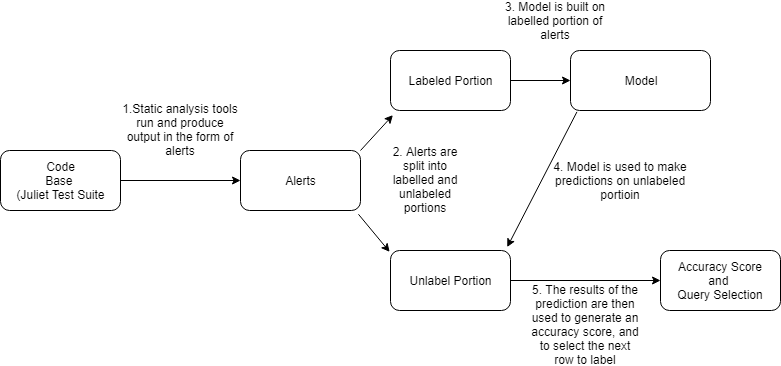 3. Model is built on
labelled portion of
alerts
Labeled Portion
Model
1.Static analysis tools
run and produce
output in the form of
alerts
2. Alerts are
split into
labelled and
unlabeled
portions
Code
Base
(Juliet Test Suite
Alerts
4. Model is used to make
predictions on unlabeled
portioin
Unlabel Portion
Accuracy Score
and
Query Selection
5. The results of the
prediction are then
used to generate an
accuracy score, and
to select the next
row to label